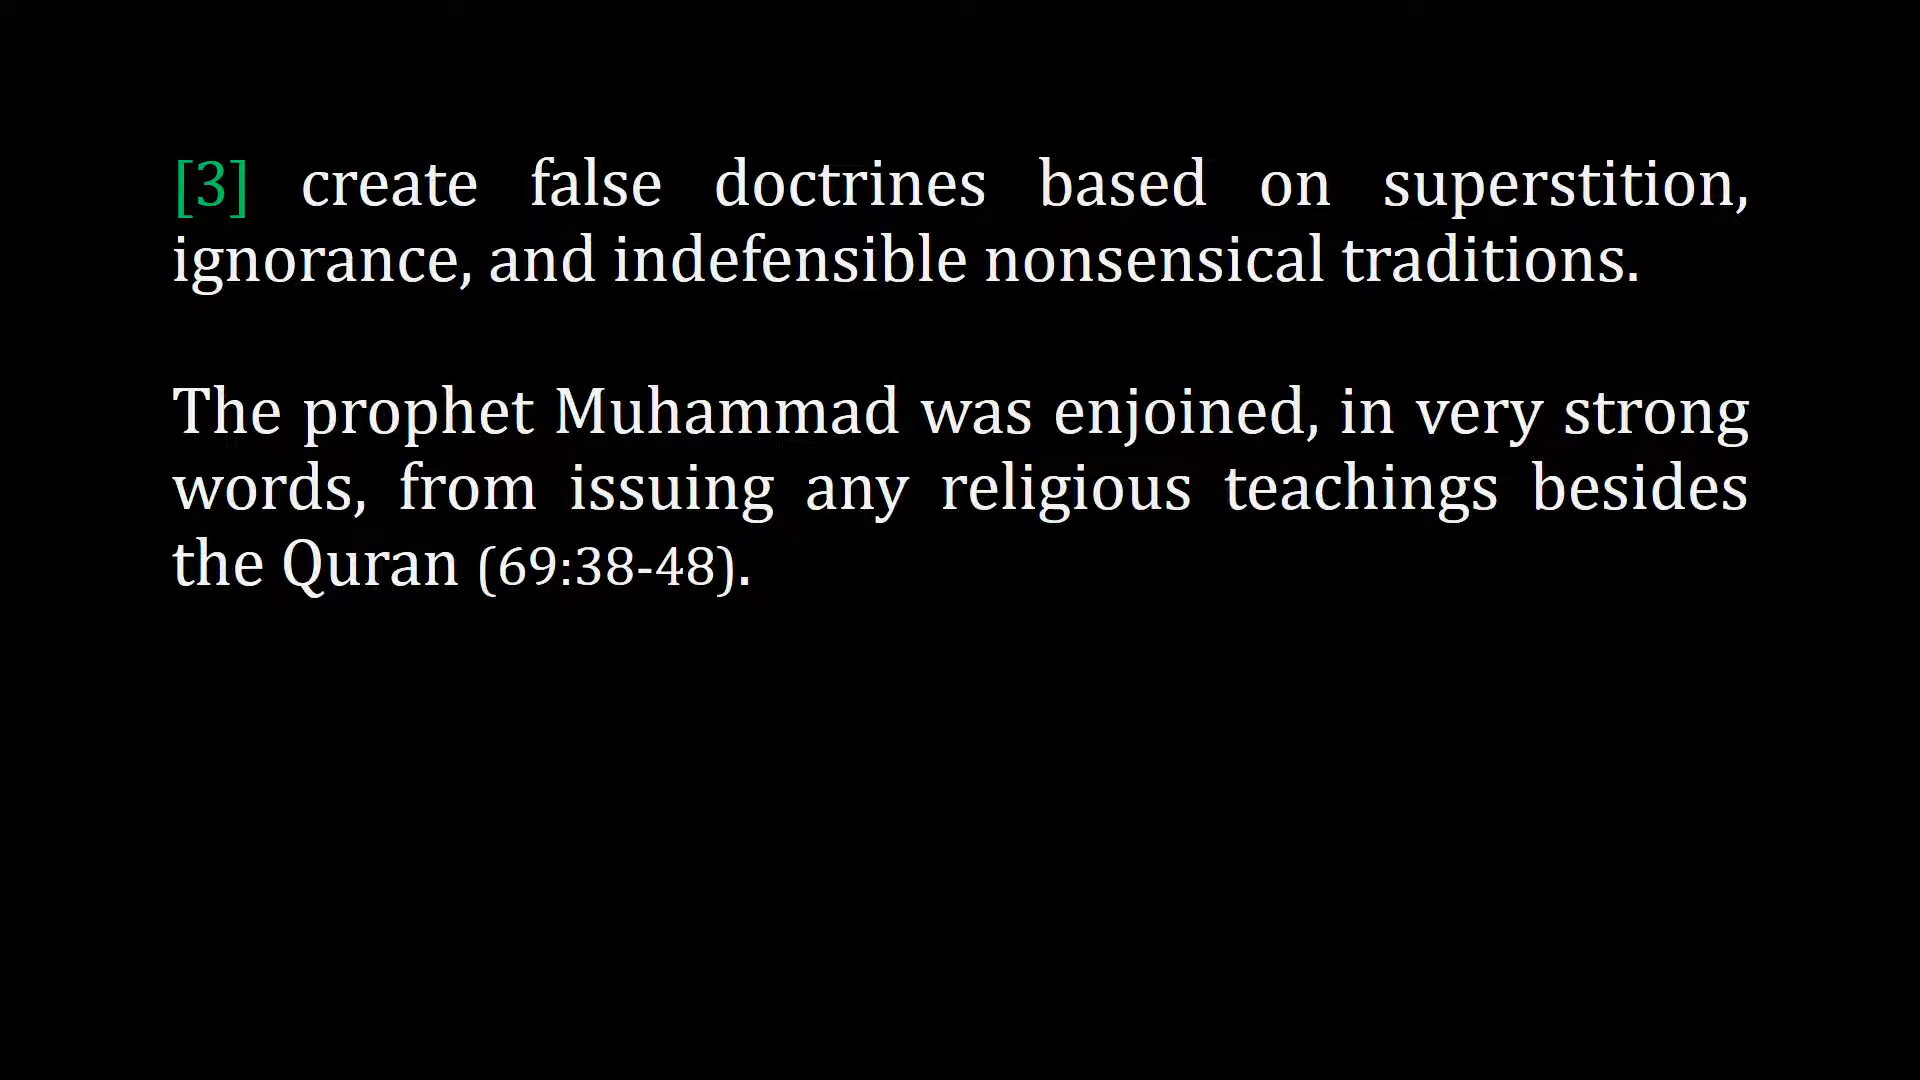 [3] create false doctrines based on superstition,
ignorance, and indefensible nonsensical traditions.
The prophet Muhammad was enjoined, in very strong
words, from issuing any religious teachings besides
the Quran (69:38-48).